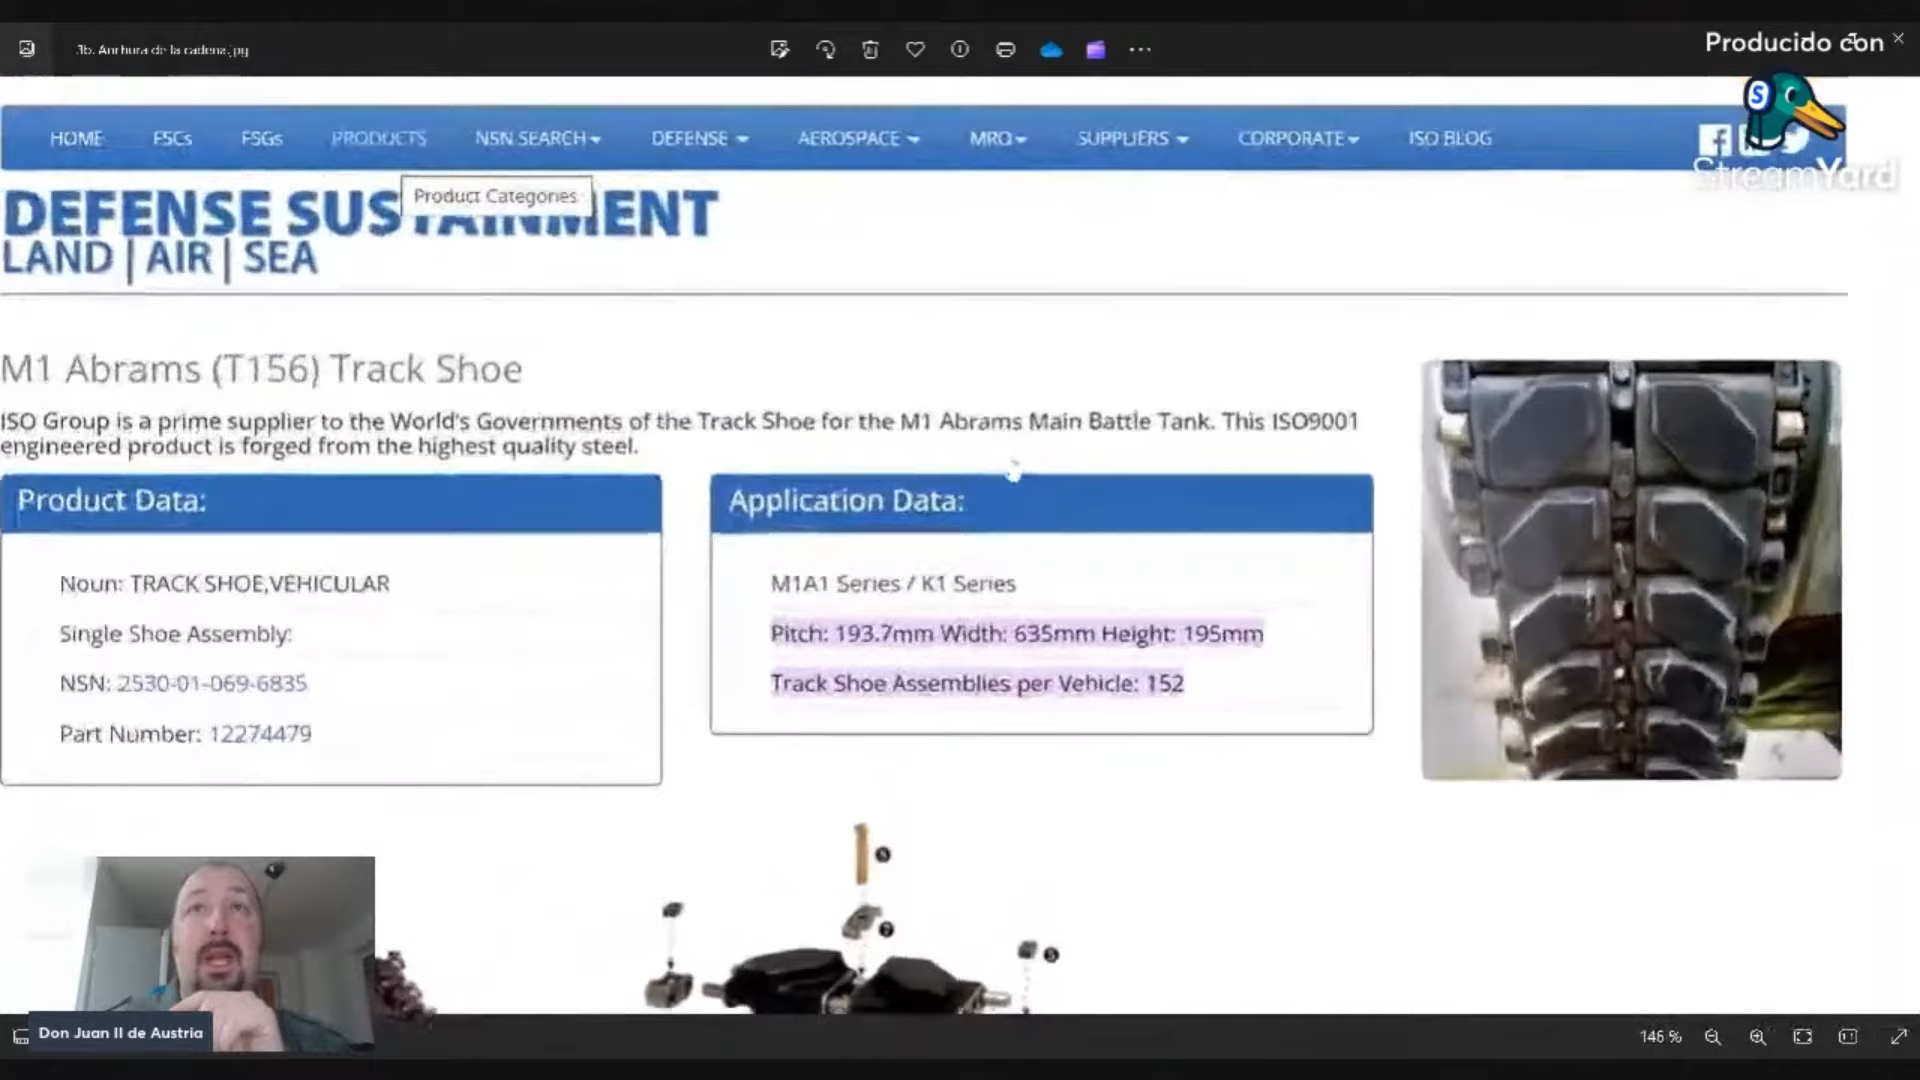 3b. Anchura de la cadena.jpg
Producido con
StreamYard
HOME FSCs FSGs PRODUCTS NSN SEARCH DEFENSE AEROSPACE MRO SUPPLIERS CORPORATE ISO BLOG
Product Categories
DEFENSE SUSTAINMENT
LAND | AIR | SEA
M1 Abrams (T156) Track Shoe
ISO Group is a prime supplier to the World's Governments of the Track Shoe for the M1 Abrams Main Battle Tank. This ISO9001
engineered product is forged from the highest quality steel.
Product Data:
Noun: TRACK SHOE,VEHICULAR
Single Shoe Assembly:
NSN: 2530-01-069-6835
Part Number: 12274479
Application Data:
M1A1 Series / K1 Series
Pitch: 193.7mm Width: 635mm Height: 195mm
Track Shoe Assemblies per Vehicle: 152
Don Juan II de Austria
146 %